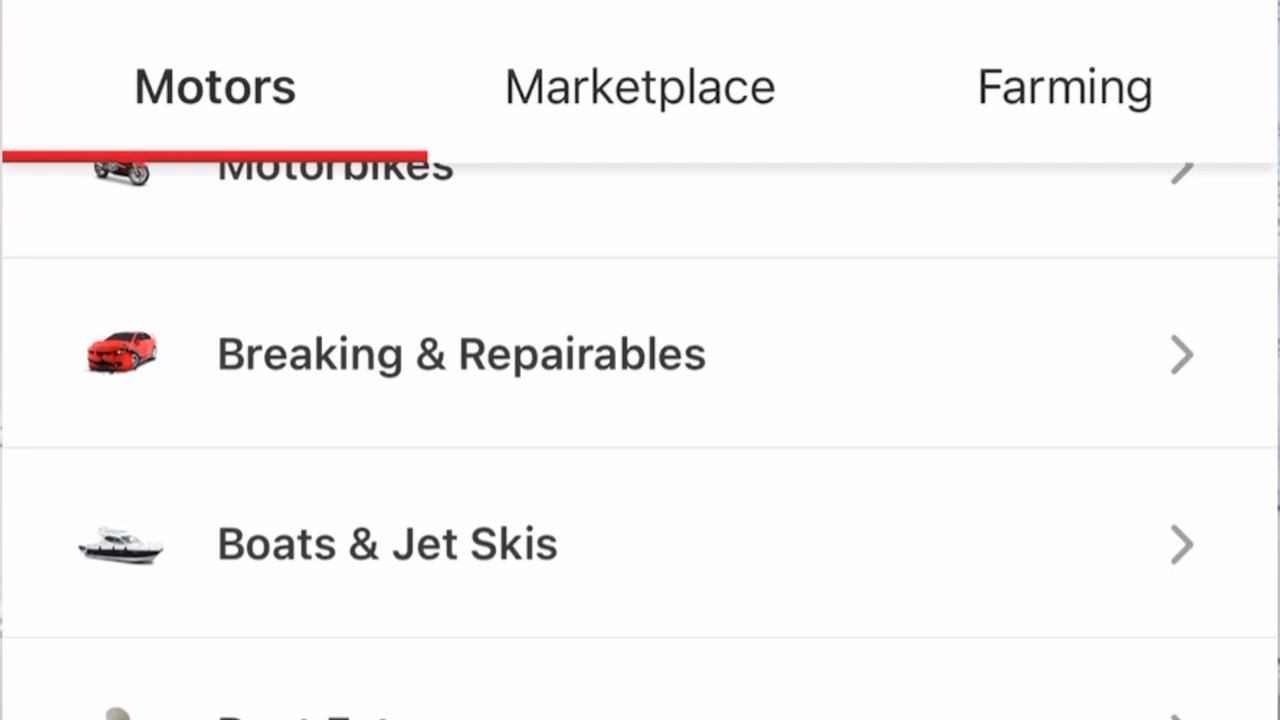 Motors
Marketplace
Farming
Motorbikes
Breaking & Repairables
Boats & Jet Skis